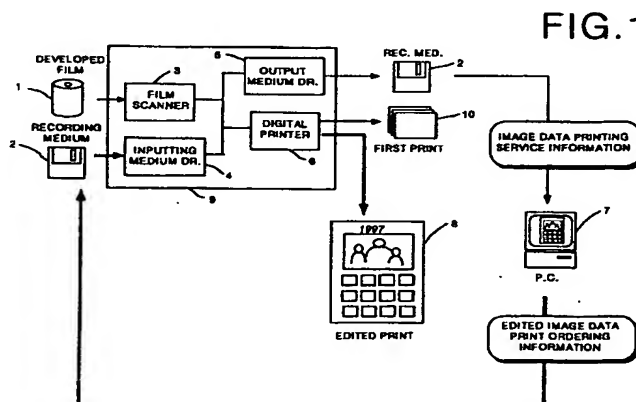 FIG. 1
DEVELOPED
FILM
1
3
FILM
SCANNER
RECORDING
MEDIUM
2
INPUTTING
MEDIUM DR.
4
9
5
OUTPUT
MEDIUM DR.
DIGITAL
PRINTER
6
REC. MED.
2
10
FIRST PRINT
1997
8
EDITED PRINT
IMAGE DATA PRINTING
SERVICE INFORMATION
7
P.C.
EDITED IMAGE DATA
PRINT ORDERING
INFORMATION